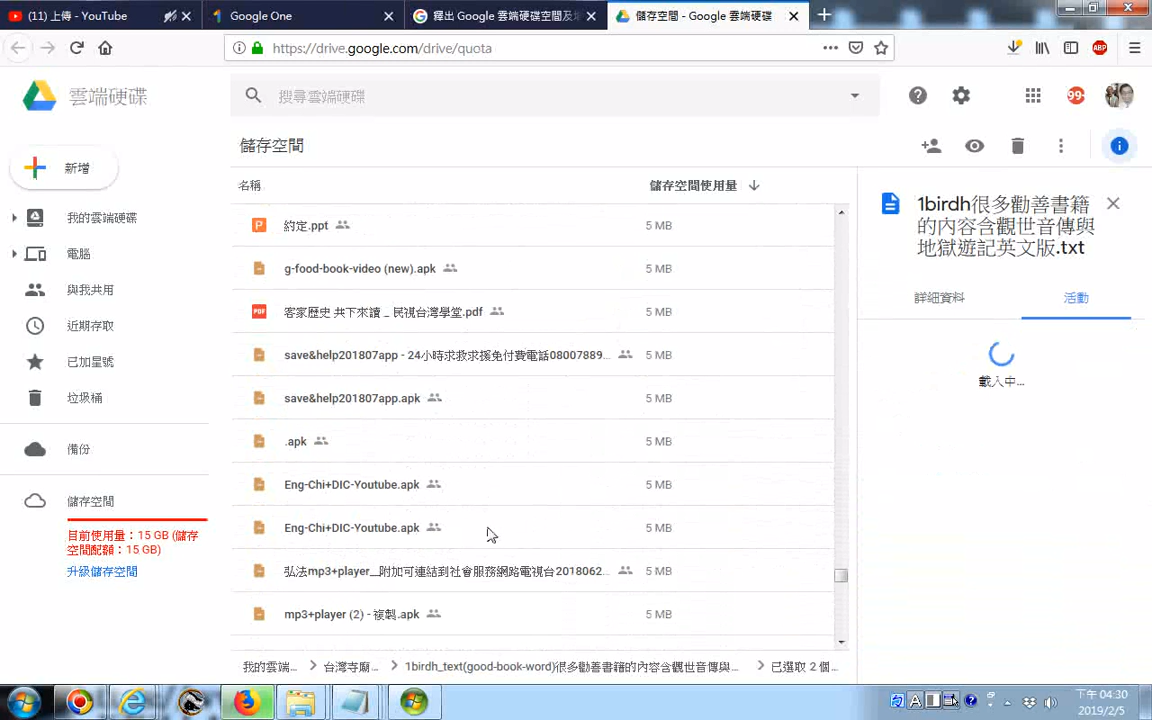 (11) 上傳 - YouTube
Google One
釋出 Google 雲端硬碟空間及
儲存空間 - Google 雲端硬碟
https://drive.google.com/drive/quota
ABP
雲端硬碟
搜尋雲端硬碟
99+
儲存空間
新增
我的雲端硬碟
電腦
與我共用
近期存取
已加星號
垃圾桶
備份
儲存空間
目前使用量：15 GB (儲存
空間配額：15 GB)
升級儲存空間
名稱
儲存空間使用量
約定.ppt
5 MB
g-food-book-video (new).apk
5 MB
PDF
客家歷史 共下來讀 _ 民視台灣學堂.pdf
5 MB
save&help201807app - 24小時求救求援免付費電話08007889...
5 MB
save&help201807app.apk
5 MB
.apk
5 MB
Eng-Chi+DIC-Youtube.apk
5 MB
Eng-Chi+DIC-Youtube.apk
5 MB
弘法mp3+player__附加可連結到社會服務網路電視台2018062...
5 MB
mp3+player (2) - 複製.apk
5 MB
我的雲端...
台灣寺廟...
1birdh_text(good-book-word)很多勸善書籍的內容含觀世音傳與...
已選取 2 個...
1birdh很多勸善書籍
的內容含觀世音傳與
地獄遊記英文版.txt
詳細資料
活動
載入中...
下午 04:30
2019/2/5